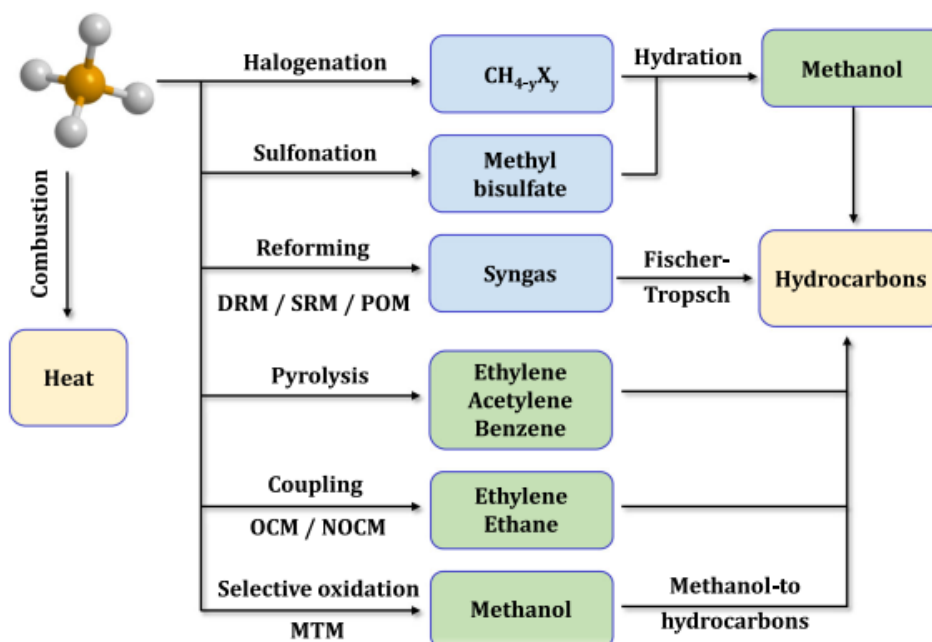 Halogenation
CH4-yXy
Hydration
Methanol
Sulfonation
Methyl
bisulfate
Combustion
Reforming
DRM / SRM / POM
Syngas
Fischer-
Tropsch
Hydrocarbons
Heat
Pyrolysis
Ethylene
Acetylene
Benzene
Coupling
OCM / NOCM
Ethylene
Ethane
Selective oxidation
MTM
Methanol
Methanol-to
hydrocarbons